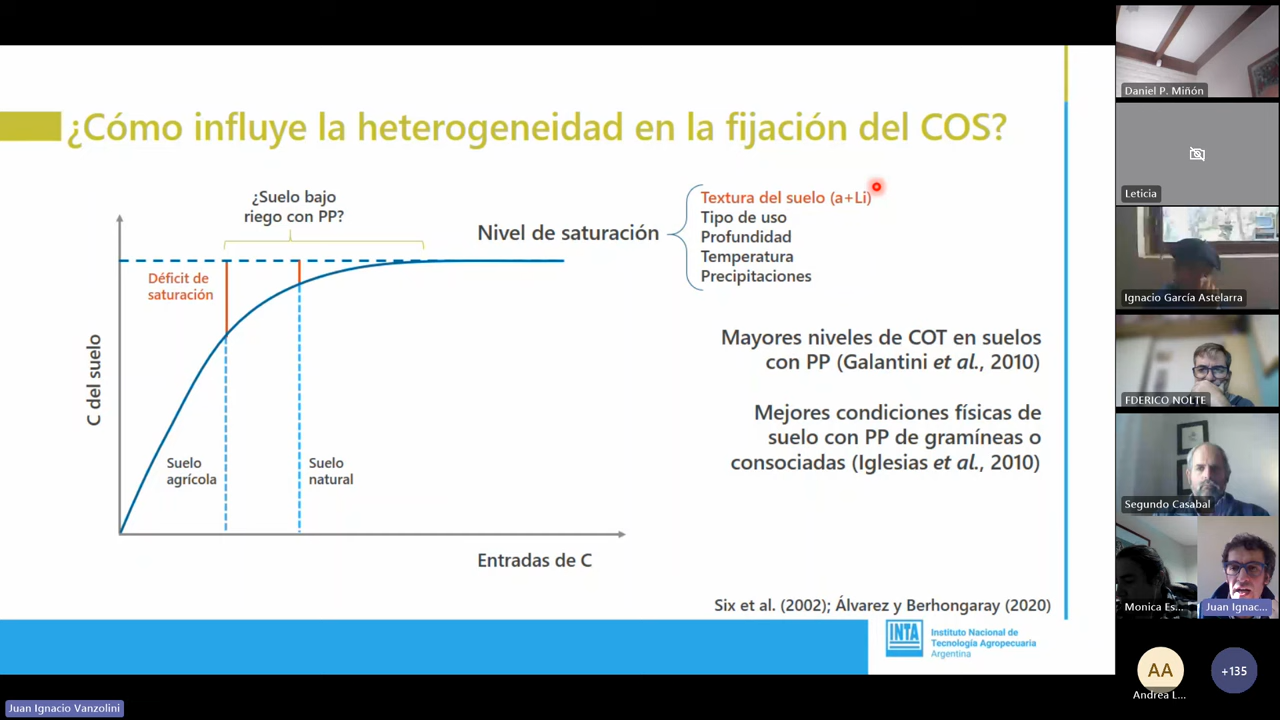 ¿Cómo influye la heterogeneidad en la fijación del COS?
¿Suelo bajo
riego con PP?
Déficit de
saturación
C del suelo
Suelo
agrícola
Suelo
natural
Entradas de C
Nivel de saturación
Textura del suelo (a+Li)
Tipo de uso
Profundidad
Temperatura
Precipitaciones
Mayores niveles de COT en suelos
con PP (Galantini et al., 2010)
Mejores condiciones físicas de
suelo con PP de gramíneas o
consociadas (Iglesias et al., 2010)
Six et al. (2002); Álvarez y Berhongaray (2020)
INTA
Instituto Nacional de
Tecnología Agropecuaria
Argentina
Daniel P. Miñón
Leticia
Ignacio García Astelarra
FDERICO NOLTE
Segundo Casabal
Monica Es...
Juan Ignac...
AA
Andrea L...
+135
Juan Ignacio Vanzolini